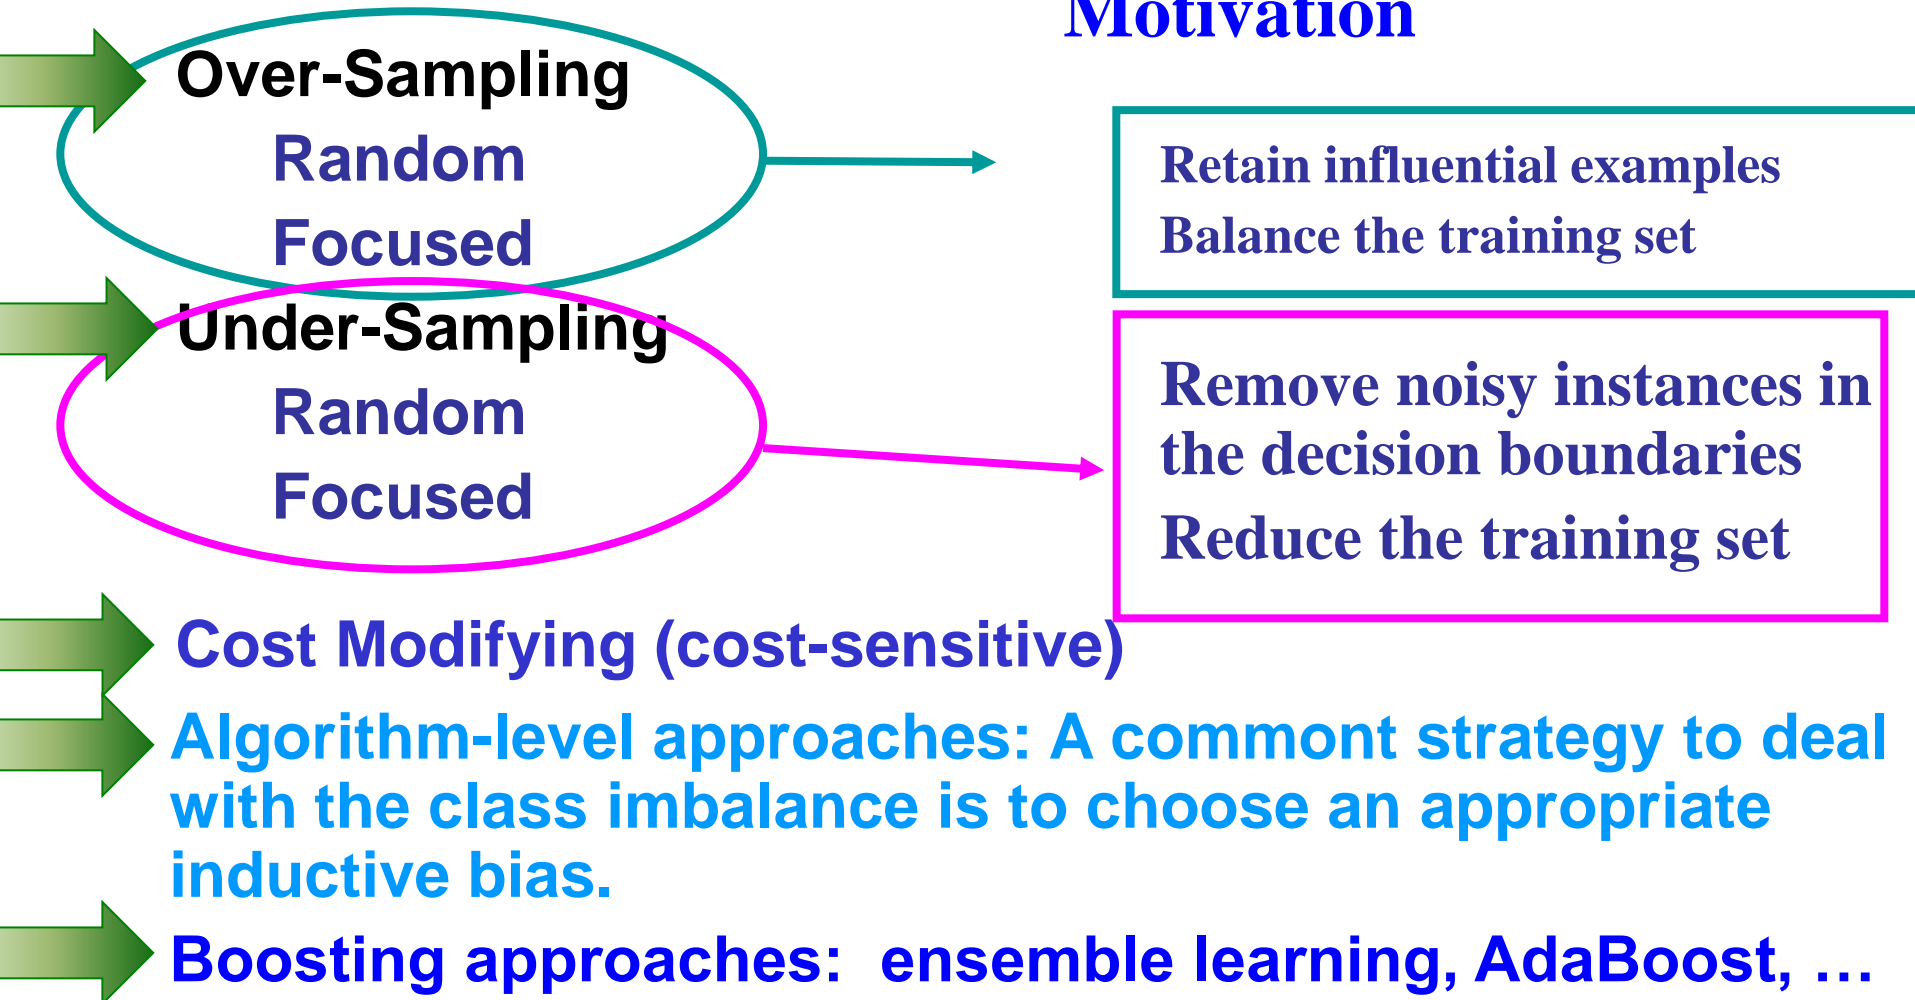 Motivation
Over-Sampling
Random
Focused
Retain influential examples
Balance the training set
Under-Sampling
Random
Focused
Remove noisy instances in
the decision boundaries
Reduce the training set
Cost Modifying (cost-sensitive)
Algorithm-level approaches: A commont strategy to deal
with the class imbalance is to choose an appropriate
inductive bias.
Boosting approaches:  ensemble learning, AdaBoost, …